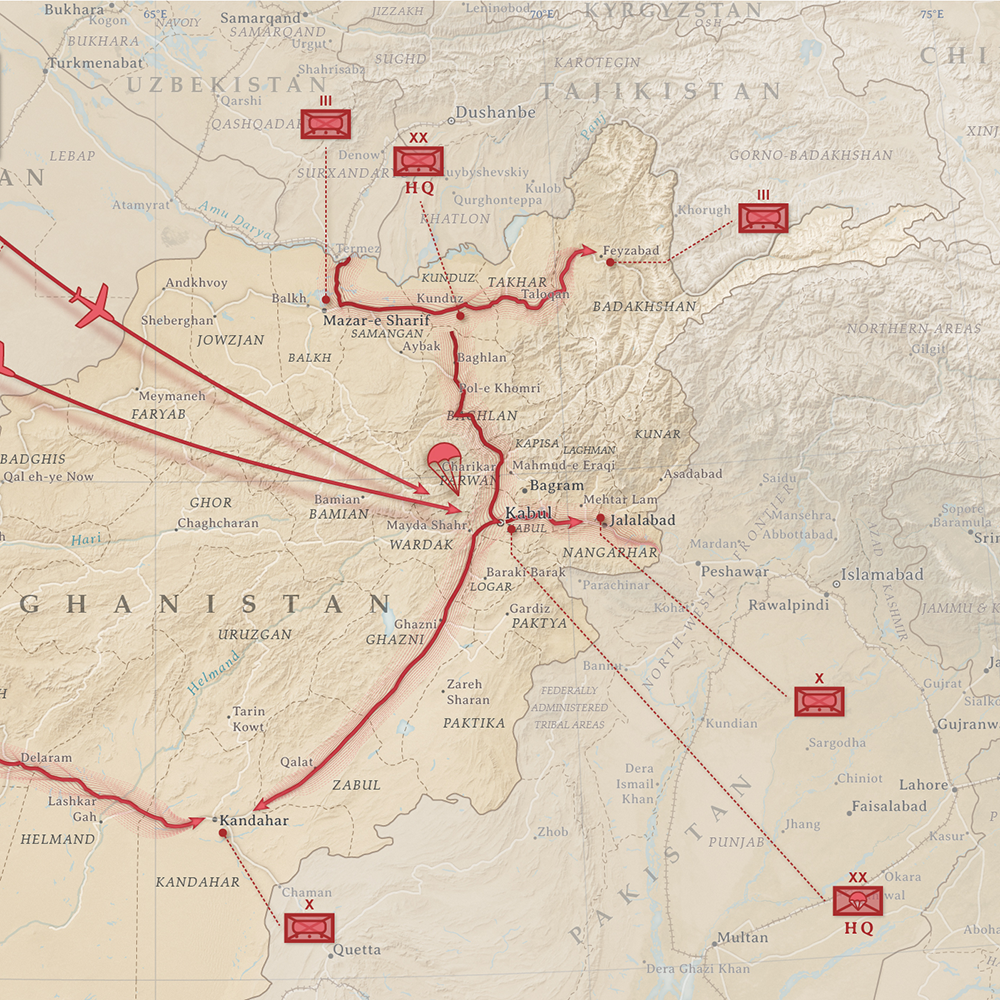 Bukhara
65°E
NAVOIY
Kogon
BUKHARA
Turkmenabat
JIZZAKH
Samarqand
SAMARQAND
Urgut
Leninobod
70°E
KYRGYZSTAN
OSH
75°E
CHI
SUGHD
KAROTEGIN
Shahrisabz
UZBEKISTAN
Qarshi
TAJIKISTAN
III
Dushanbe
QASHQADAR
Panj
XINJ
LEBAP
XX
Denow
GORNO-BADAKHSHAN
AN
SURXANDAR
HQ
uybyshevskiy
Kulob
Qurghonteppa
III
Atamyrat
Amu Darya
KHATLON
Khorugh
Termez
Feyzabad
KUNDUZ
TAKHAR
Andkhvoy
Balkh
Kunduz
Taloqan
BADAKHSHAN
Sheberghan
Mazar-e Sharif
SAMANGAN
NORTHERN AREAS
JOWZJAN
Aybak
Gilgit
BALKH
Baghlan
Meymaneh
Pol-e Khomri
FARYAB
BAGHLAN
KUNAR
KAPISA
LAGHMAN
BADGHIS
Charikar
Mahmud-e Eraqi
Qal eh-ye Now
PARWAN
Asadabad
Saidu
Bagram
GHOR
Bamian
Mehtar Lam
BAMIAN
Kabul
Chaghcharan
Mayda Shahr
KABUL
Jalalabad
Mansehra
Sopore
Baramula
Abbottabad
Srin
h
Hari
WARDAK
NANGARHAR
Mardan
Baraki Barak
Peshawar
Islamabad
LOGAR
Parachinar
NORTH-WEST FRONTIER
AZAD KASHMIR
GHANISTAN
Gardiz
Kohat
Rawalpindi
JAMMU & K
Ghazni
PAKTYA
URUZGAN
GHAZNI
Helmand
Bannu
Zareh
Sharan
FEDERALLY
ADMINISTERED
TRIBAL AREAS
X
Gujrat
Tarin
Kowt
PAKTIKA
Kundian
Gujranwa
Sialko
Sargodha
Delaram
Qalat
ZABUL
Dera
Ismail
Khan
Chiniot
Lahore
Lashkar
Gah
Faisalabad
Kandahar
HELMAND
Zhob
Jhang
Kasur
PUNJAB
PAKISTAN
KANDAHAR
Chaman
XX
Okara
wal
X
HQ
Quetta
Multan
Aboha
Dera Ghazi Khan